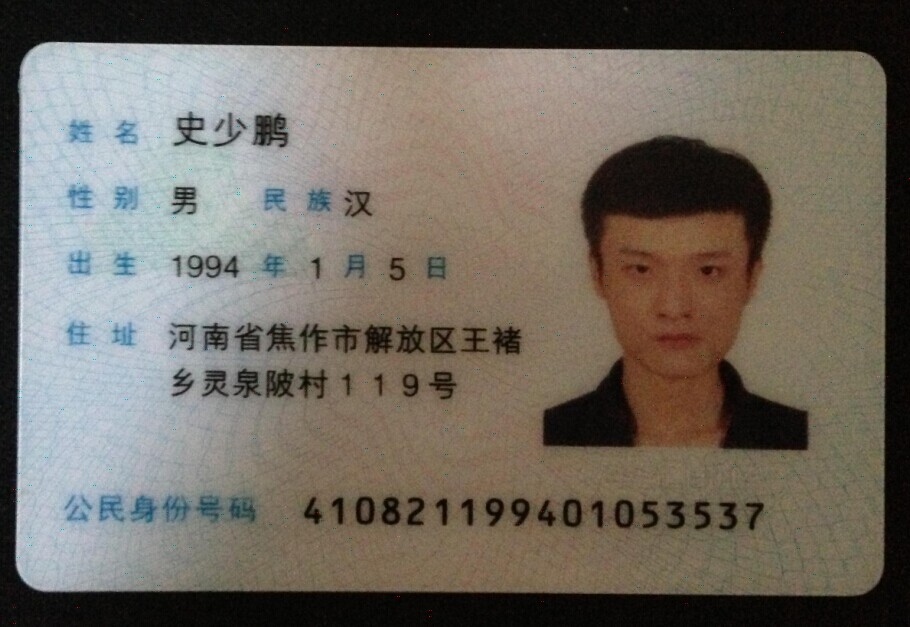 姓名 史少鹏
性别 男 民族 汉
出生 1994 年 1 月 5 日
住址 河南省焦作市解放区王褚
乡灵泉陂村119号
公民身份号码 410821199401053537